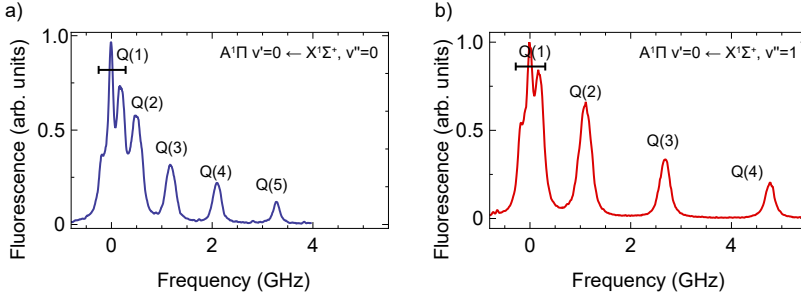 a)
A¹Π v'=0 ← X¹Σ⁺, v"=0
Q(1)
Q(2)
Q(3)
Q(4)
Q(5)
Fluorescence (arb. units)
1.0
0.5
0
0
2
4
Frequency (GHz)
b)
A¹Π v'=0 ← X¹Σ⁺, v"=1
Q(1)
Q(2)
Q(3)
Q(4)
Fluorescence (arb. units)
1.0
0.5
0
0
2
4
Frequency (GHz)